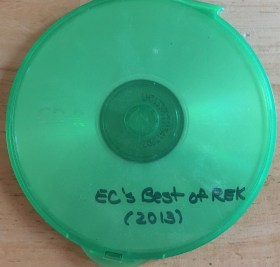 EC's Best of REK
(2013)